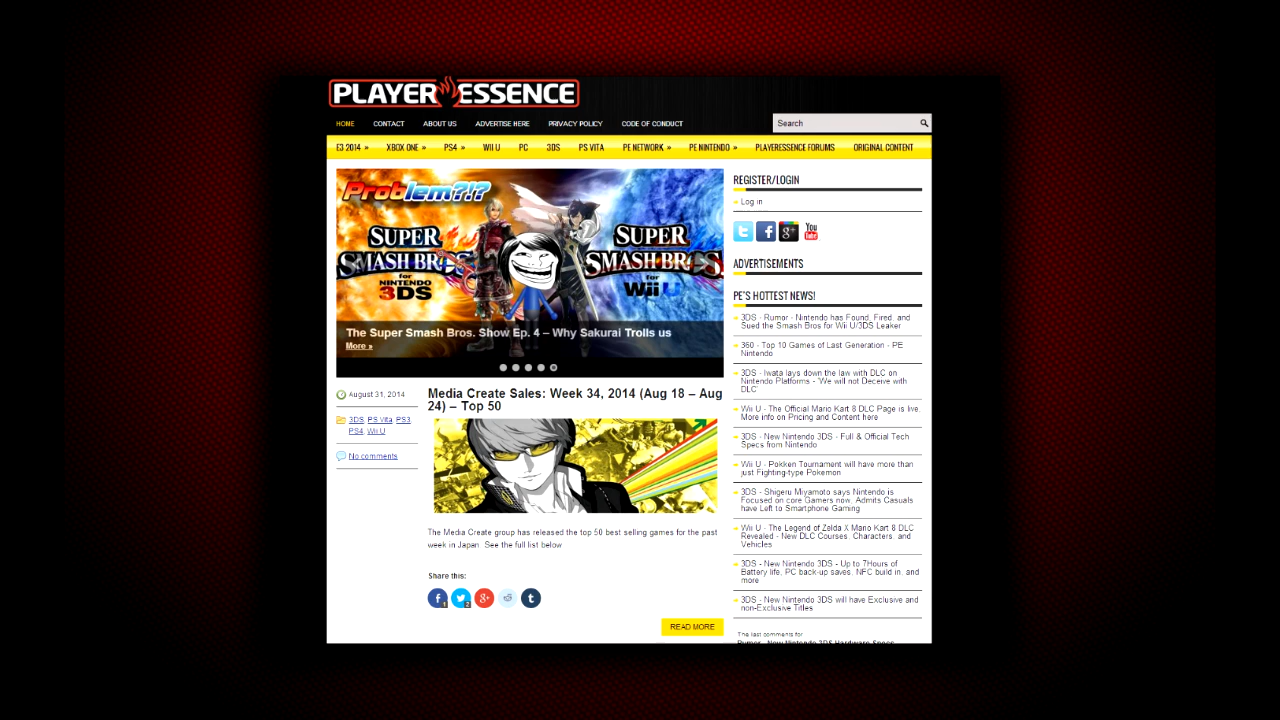 PLAYER ESSENCE
HOME CONTACT ABOUT US ADVERTISE HERE PRIVACY POLICY CODE OF CONDUCT
Search
E3 2014 » XBOX ONE » PS4 » WII U PC 3DS PS VITA PE NETWORK » PE NINTENDO » PLAYERESSENCE FORUMS ORIGINAL CONTENT
Problem?!?
SUPER
SMASH BROS
for
NINTENDO
3DS
SUPER
SMASH BROS
for
Wii U
The Super Smash Bros. Show Ep. 4 – Why Sakurai Trolls us
More »
August 31, 2014
3DS, PS Vita, PS3,
PS4, Wii U
No comments
Media Create Sales: Week 34, 2014 (Aug 18 – Aug
24) – Top 50
The Media Create group has released the top 50 best selling games for the past
week in Japan. See the full list below
Share this:
1
2
READ MORE
REGISTER/LOGIN
Log in
You
Tube
ADVERTISEMENTS
PE'S HOTTEST NEWS!
3DS - Rumor - Nintendo has Found, Fired, and
Sued the Smash Bros for Wii U/3DS Leaker
360 - Top 10 Games of Last Generation - PE
Nintendo
3DS - Iwata lays down the law with DLC on
Nintendo Platforms - 'We will not Deceive with
DLC'
Wii U - The Official Mario Kart 8 DLC Page is live.
More info on Pricing and Content here
3DS - New Nintendo 3DS - Full & Official Tech
Specs from Nintendo
Wii U - Pokken Tournament will have more than
just Fighting-type Pokemon
3DS - Shigeru Miyamoto says Nintendo is
Focused on core Gamers now; Admits Casuals
have Left to Smartphone Gaming
Wii U - The Legend of Zelda X Mario Kart 8 DLC
Revealed - New DLC Courses, Characters, and
Vehicles
3DS - New Nintendo 3DS - Up to 7Hours of
Battery life, PC back-up saves, NFC build in, and
more
3DS - New Nintendo 3DS will have Exclusive and
non-Exclusive Titles
The last comments for
Rumor - New Nintendo 3DS Hardware Specs